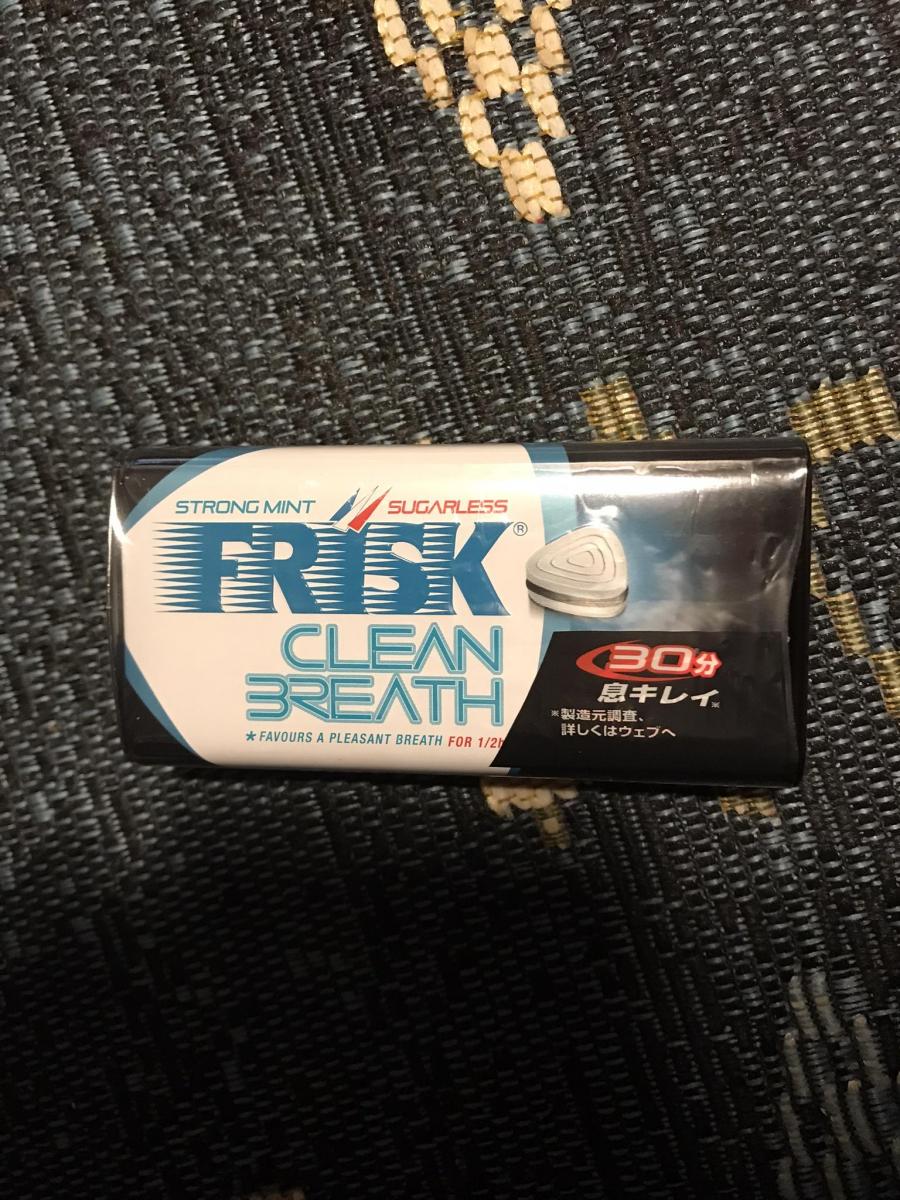 STRONG MINT SUGARLESS
FRISK®
CLEAN
BREATH
★FAVOURS A PLEASANT BREATH FOR 1/2h
30分
息キレイ※
※製造元調査、
詳しくはウェブへ